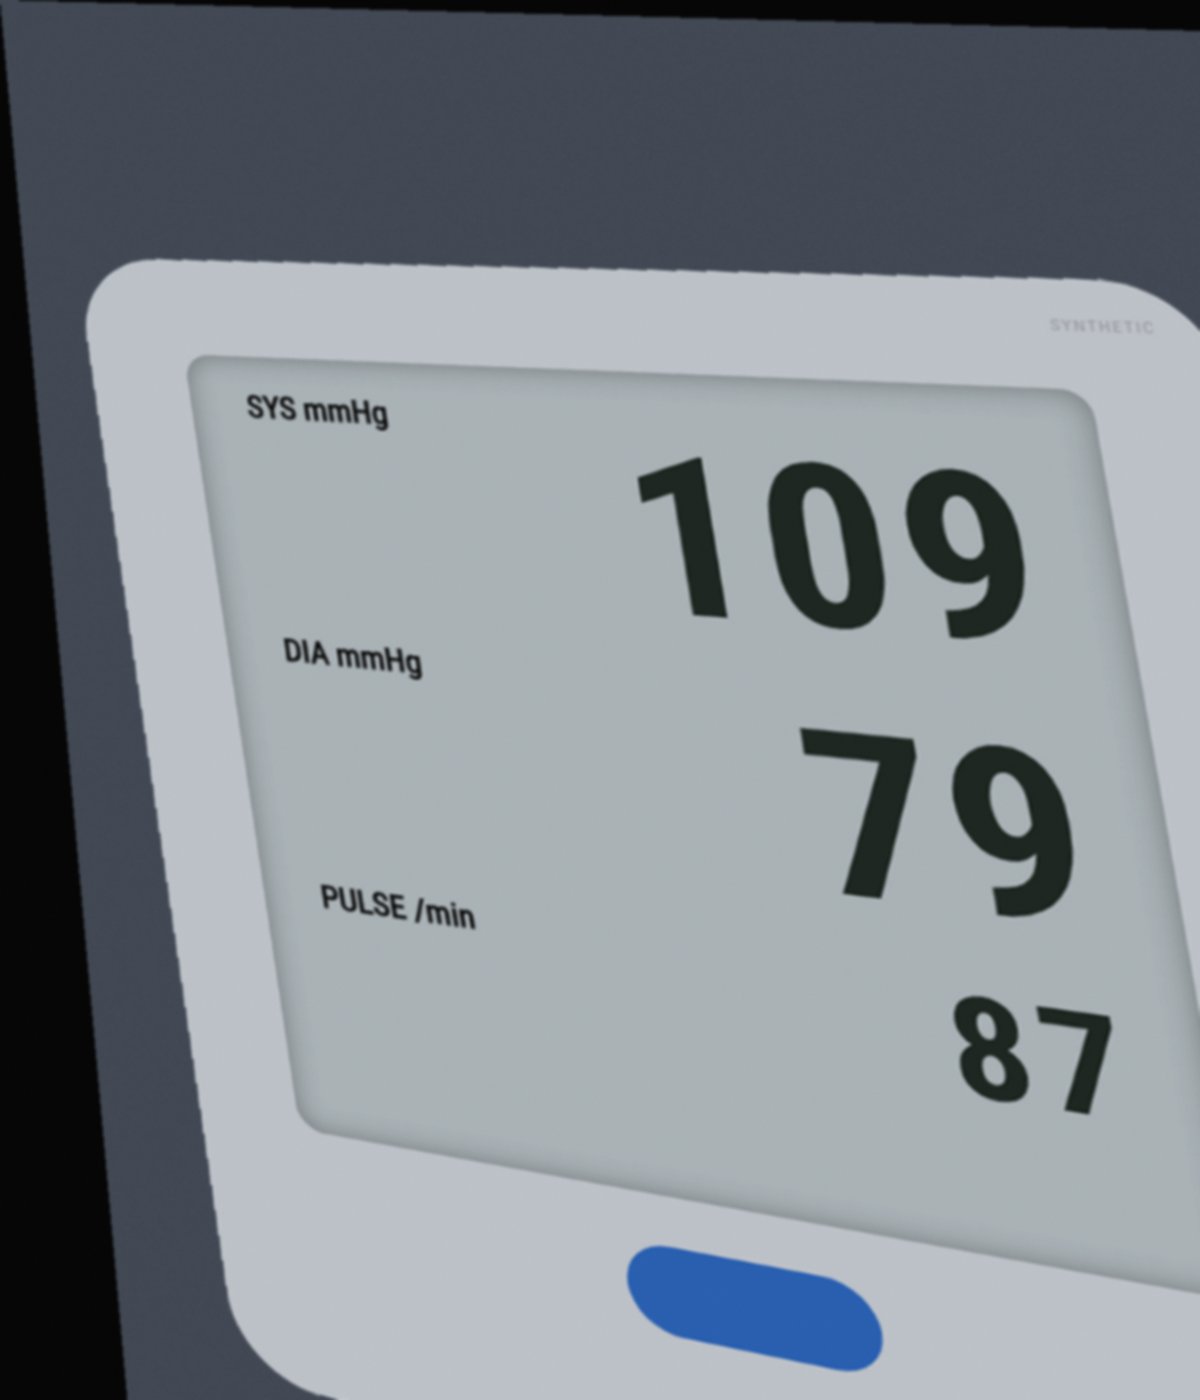 SYNTHETIC
SYS mmHg
109
DIA mmHg
79
PULSE /min
87